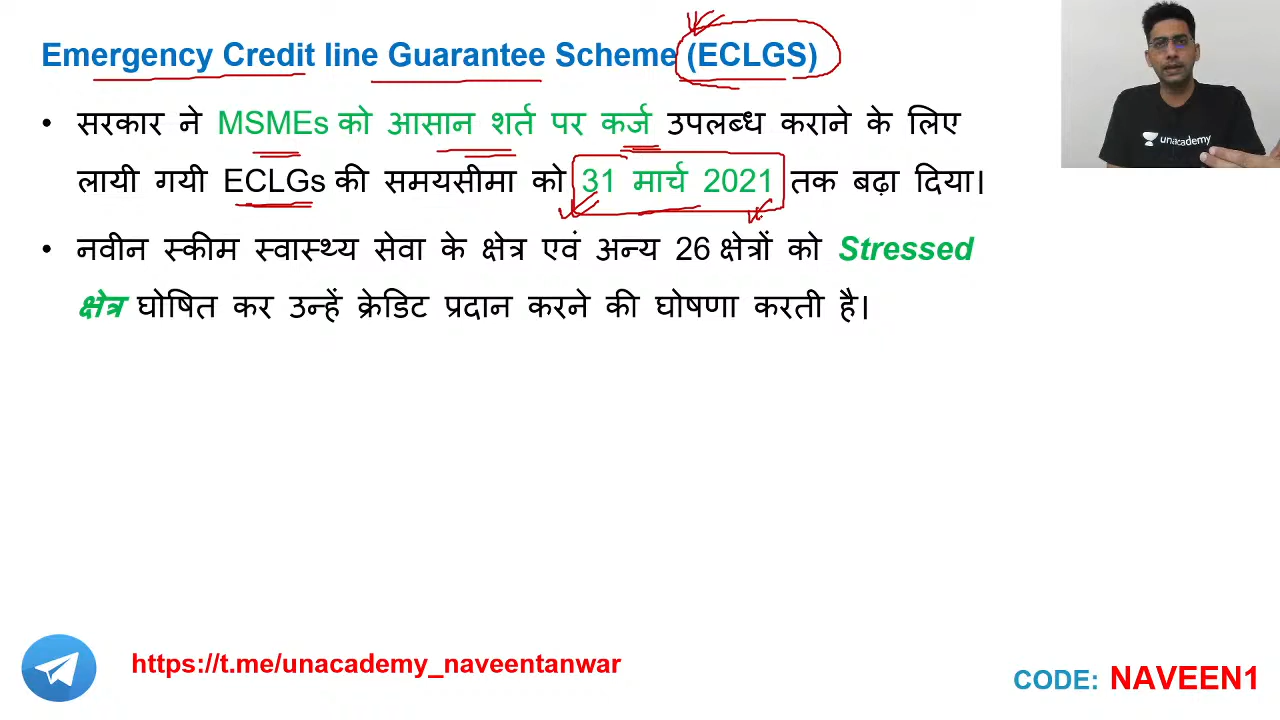 Emergency Credit line Guarantee Scheme (ECLGS)
unacademy
• सरकार ने MSMEs को आसान शर्त पर कर्ज उपलब्ध कराने के लिए
लायी गयी ECLGs की समयसीमा को 31 मार्च 2021 तक बढ़ा दिया।
• नवीन स्कीम स्वास्थ्य सेवा के क्षेत्र एवं अन्य 26 क्षेत्रों को Stressed
क्षेत्र घोषित कर उन्हें क्रेडिट प्रदान करने की घोषणा करती है।
https://t.me/unacademy_naveentanwar
CODE: NAVEEN1